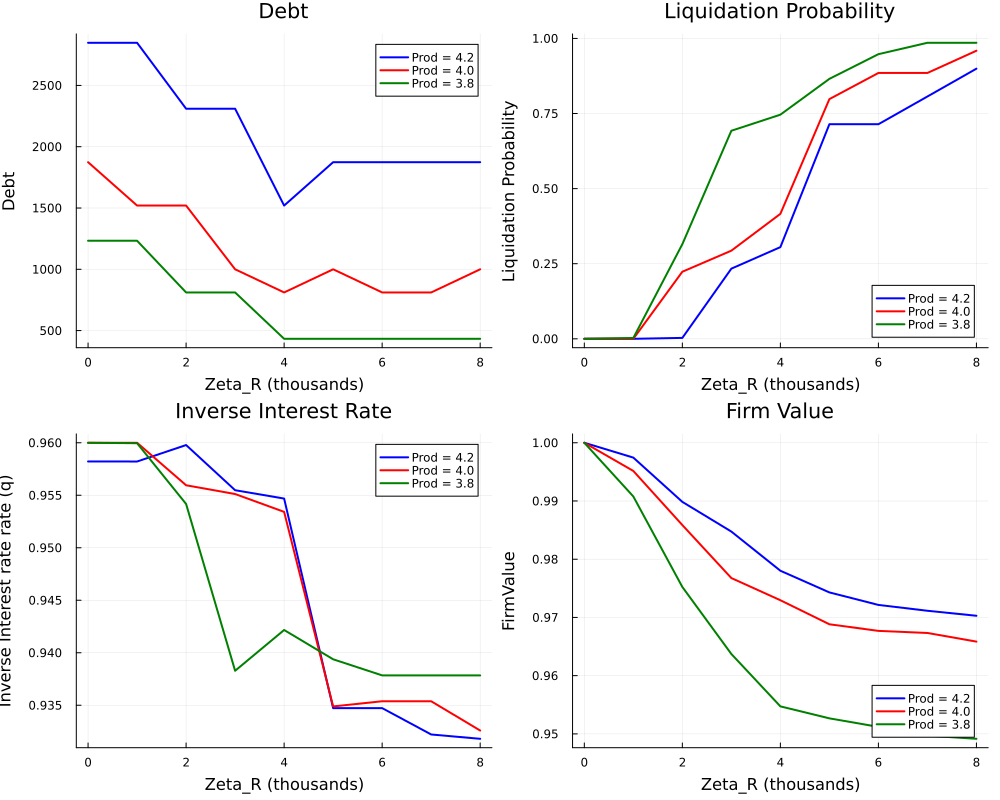 Debt
2500
2000
1500
1000
500
Debt
Prod = 4.2
Prod = 4.0
Prod = 3.8
0 2 4 6 8
Zeta_R (thousands)
Liquidation Probability
1.00
0.75
0.50
0.25
0.00
Liquidation Probability
Prod = 4.2
Prod = 4.0
Prod = 3.8
0 2 4 6 8
Zeta_R (thousands)
Inverse Interest Rate
0.960
0.955
0.950
0.945
0.940
0.935
Inverse Interest rate rate (q)
Prod = 4.2
Prod = 4.0
Prod = 3.8
0 2 4 6 8
Zeta_R (thousands)
Firm Value
1.00
0.99
0.98
0.97
0.96
0.95
FirmValue
Prod = 4.2
Prod = 4.0
Prod = 3.8
0 2 4 6 8
Zeta_R (thousands)